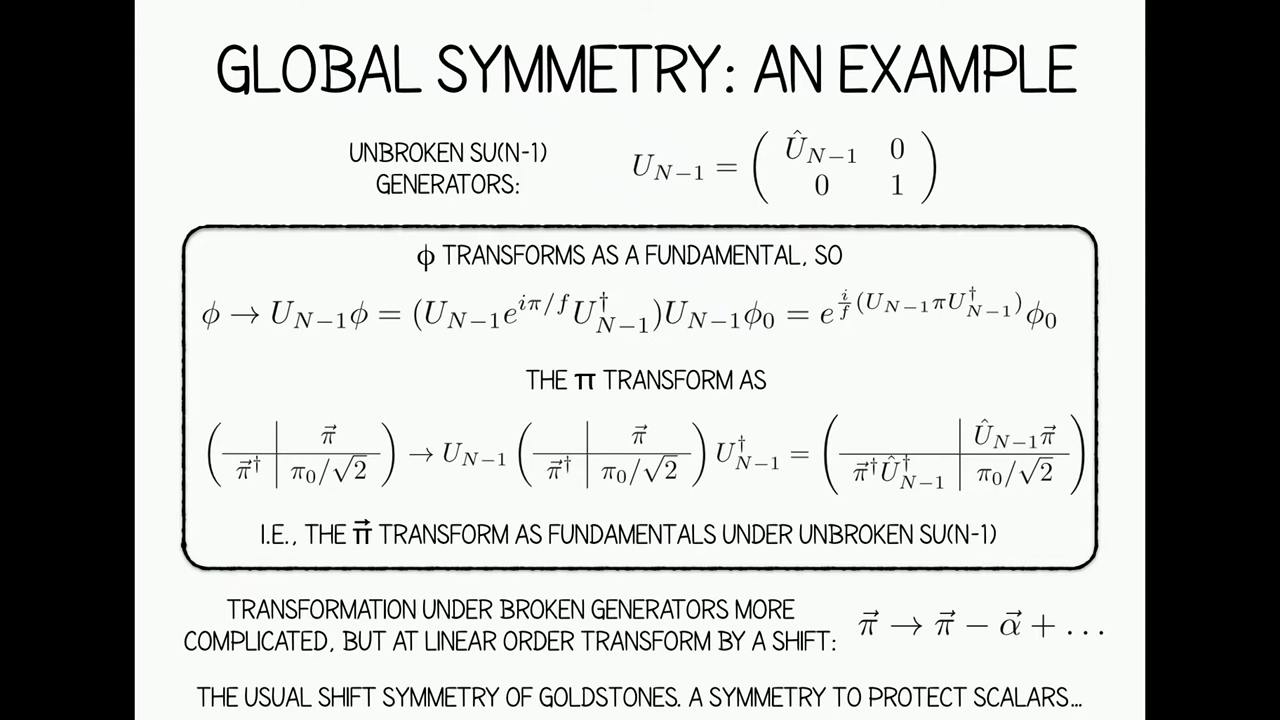 GLOBAL SYMMETRY: AN EXAMPLE
UNBROKEN SU(N-1)
GENERATORS:
$U_{N-1} = \begin{pmatrix} \hat{U}_{N-1} & 0 \\ 0 & 1 \end{pmatrix}$
ϕ TRANSFORMS AS A FUNDAMENTAL, SO
$\phi \to U_{N-1}\phi = (U_{N-1}e^{i\pi/f}U_{N-1}^{\dagger})U_{N-1}\phi_0 = e^{\frac{i}{f}(U_{N-1}\pi U_{N-1}^{\dagger})}\phi_0$
THE π TRANSFORM AS
$\left(\begin{array}{c|c} & \vec{\pi} \\ \hline \vec{\pi}^{\dagger} & \pi_0/\sqrt{2} \end{array}\right) \to U_{N-1} \left(\begin{array}{c|c} & \vec{\pi} \\ \hline \vec{\pi}^{\dagger} & \pi_0/\sqrt{2} \end{array}\right) U_{N-1}^{\dagger} = \left(\begin{array}{c|c} & \hat{U}_{N-1}\vec{\pi} \\ \hline \vec{\pi}^{\dagger}\hat{U}_{N-1}^{\dagger} & \pi_0/\sqrt{2} \end{array}\right)$
I.E., THE $\vec{\pi}$ TRANSFORM AS FUNDAMENTALS UNDER UNBROKEN SU(N-1)
TRANSFORMATION UNDER BROKEN GENERATORS MORE
COMPLICATED, BUT AT LINEAR ORDER TRANSFORM BY A SHIFT:
$\vec{\pi} \to \vec{\pi} - \vec{\alpha} + \ldots$
THE USUAL SHIFT SYMMETRY OF GOLDSTONES. A SYMMETRY TO PROTECT SCALARS...